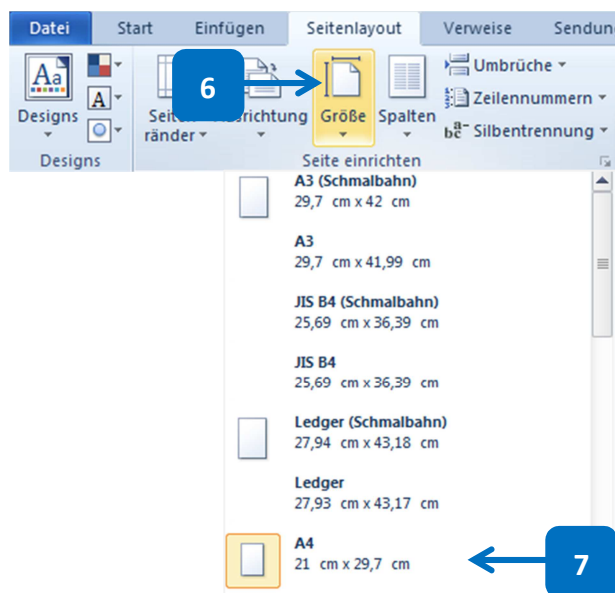 Datei Start Einfügen Seitenlayout Verweise
6
Designs Größe Spalten
ränder
Umbrüche
Zeilennummern
Silbentrennung
Designs Seite einrichten
A3 (Schmalbahn)
29,7 cm x 42 cm
A3
29,7 cm x 41,99 cm
JIS B4 (Schmalbahn)
25,69 cm x 36,39 cm
JIS B4
25,69 cm x 36,39 cm
Ledger (Schmalbahn)
27,94 cm x 43,18 cm
Ledger
27,93 cm x 43,17 cm
A4
21 cm x 29,7 cm
7